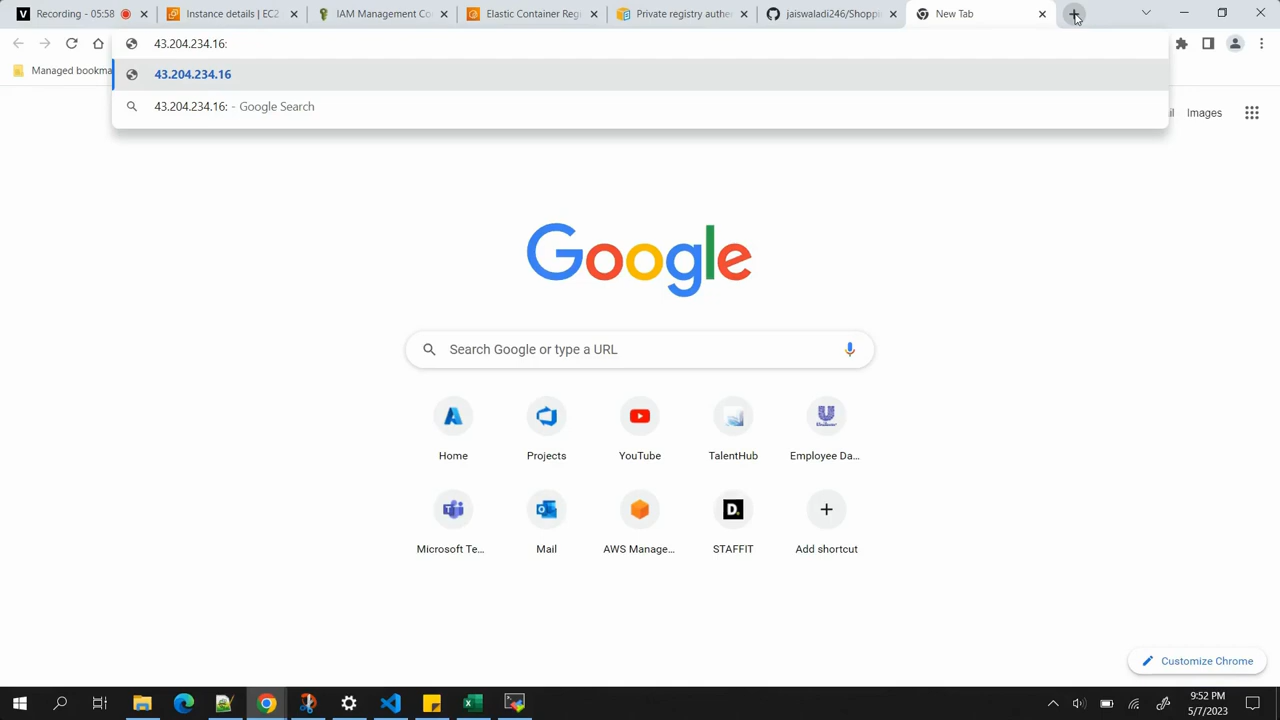 Recording - 05:58
Instance details | EC2
IAM Management Co
Elastic Container Reg
Private registry authe
jaiswaladi246/Shoppi
New Tab
43.204.234.16:
Managed bookma
43.204.234.16
43.204.234.16: - Google Search
il
Images
Google
Search Google or type a URL
Home
Projects
YouTube
TalentHub
Employee Da...
Microsoft Te...
Mail
AWS Manage...
D.
STAFFIT
Add shortcut
Customize Chrome
9:52 PM
5/7/2023